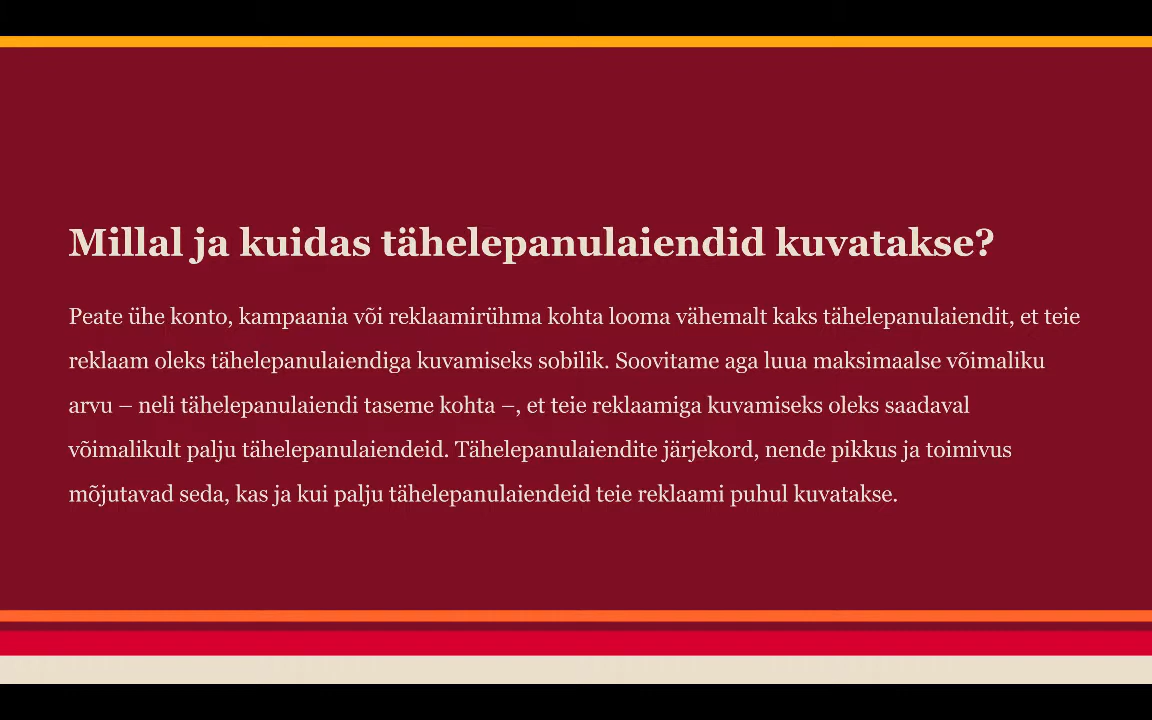 Millal ja kuidas tähelepanulaiendid kuvatakse?
Peate ühe konto, kampaania või reklaamirühma kohta looma vähemalt kaks tähelepanulaiendit, et teie
reklaam oleks tähelepanulaiendiga kuvamiseks sobilik. Soovitame aga luua maksimaalse võimaliku
arvu – neli tähelepanulaiendi taseme kohta –, et teie reklaamiga kuvamiseks oleks saadaval
võimalikult palju tähelepanulaiendeid. Tähelepanulaiendite järjekord, nende pikkus ja toimivus
mõjutavad seda, kas ja kui palju tähelepanulaiendeid teie reklaami puhul kuvatakse.